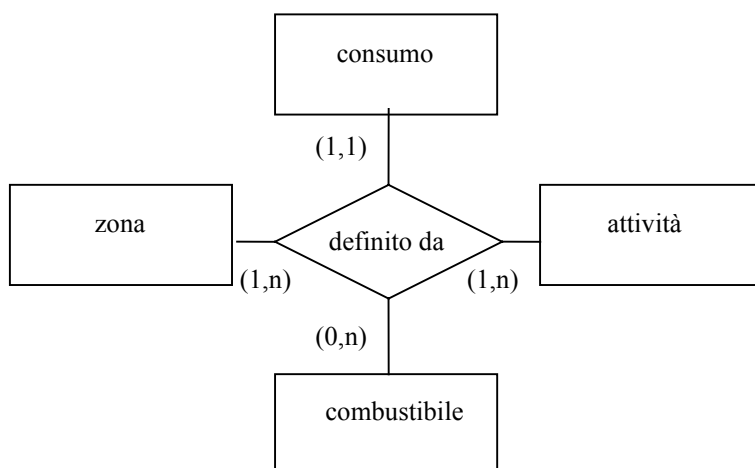 consumo
(1,1)
zona
definito da
attività
(1,n)
(1,n)
(0,n)
combustibile